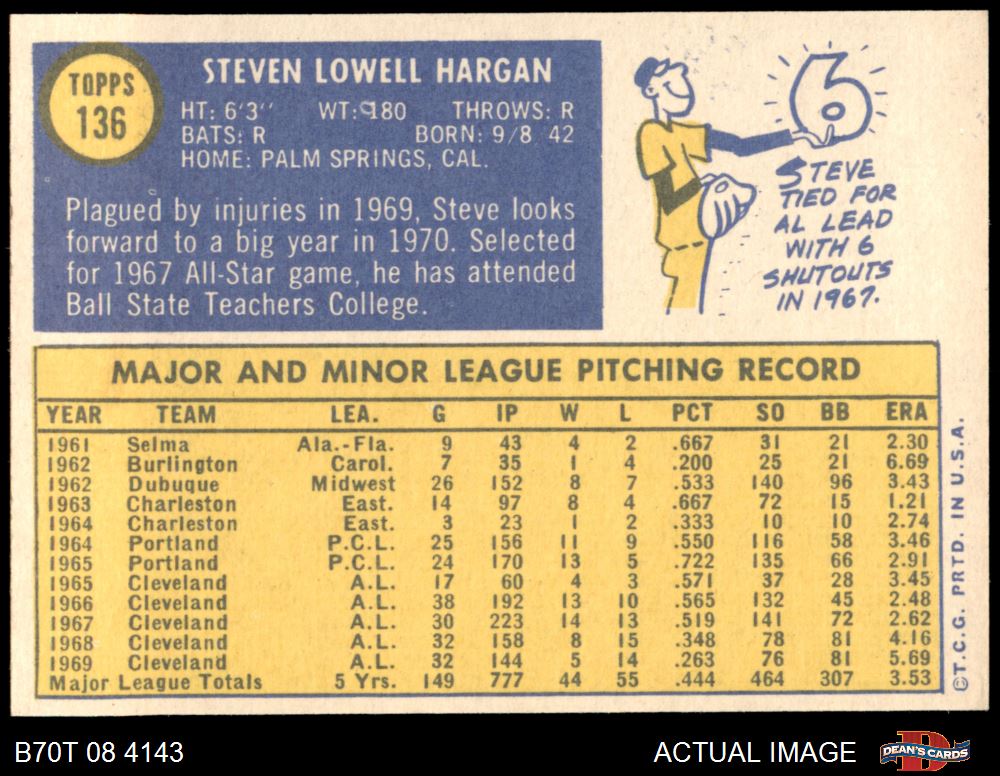 TOPPS
136
STEVEN LOWELL HARGAN
HT: 6'3" WT: 180 THROWS: R
BATS: R BORN: 9/8 42
HOME: PALM SPRINGS, CAL.
Plagued by injuries in 1969, Steve looks
forward to a big year in 1970. Selected
for 1967 All-Star game, he has attended
Ball State Teachers College.
6
STEVE
TIED FOR
AL LEAD
WITH 6
SHUTOUTS
IN 1967.
MAJOR AND MINOR LEAGUE PITCHING RECORD
YEAR TEAM LEA. G IP W L PCT SO BB ERA
1961 Selma Ala.-Fla. 9 43 4 2 .667 31 21 2.30
1962 Burlington Carol. 7 35 1 4 .200 25 21 6.69
1962 Dubuque Midwest 26 152 8 7 .533 140 96 3.43
1963 Charleston East. 14 97 8 4 .667 72 15 1.21
1964 Charleston East. 3 23 1 2 .333 10 10 2.74
1964 Portland P.C.L. 25 156 11 9 .550 116 58 3.46
1965 Portland P.C.L. 24 170 13 5 .722 135 66 2.91
1965 Cleveland A.L. 17 60 4 3 .571 37 28 3.45
1966 Cleveland A.L. 38 192 13 10 .565 132 45 2.48
1967 Cleveland A.L. 30 223 14 13 .519 141 72 2.62
1968 Cleveland A.L. 32 158 8 15 .348 78 81 4.16
1969 Cleveland A.L. 32 144 5 14 .263 76 81 5.69
Major League Totals 5 Yrs. 149 777 44 55 .444 464 307 3.53
©T.C.G. PRTD. IN U.S.A.
B70T 08 4143
ACTUAL IMAGE
DEAN'S CARDS